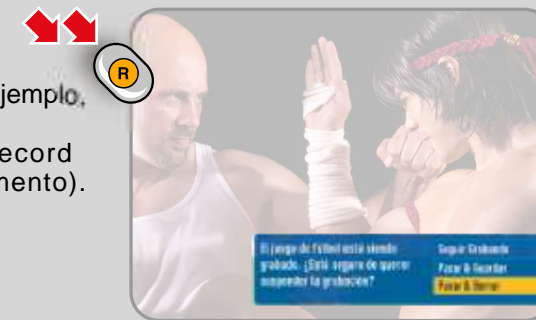 R
jemplo,
ecord
mento).
El juego de fútbol está siendo
grabado. ¿Está seguro de querer
suspender la grabación?
Seguir Grabando
Parar & Guardar
Parar & Borrar